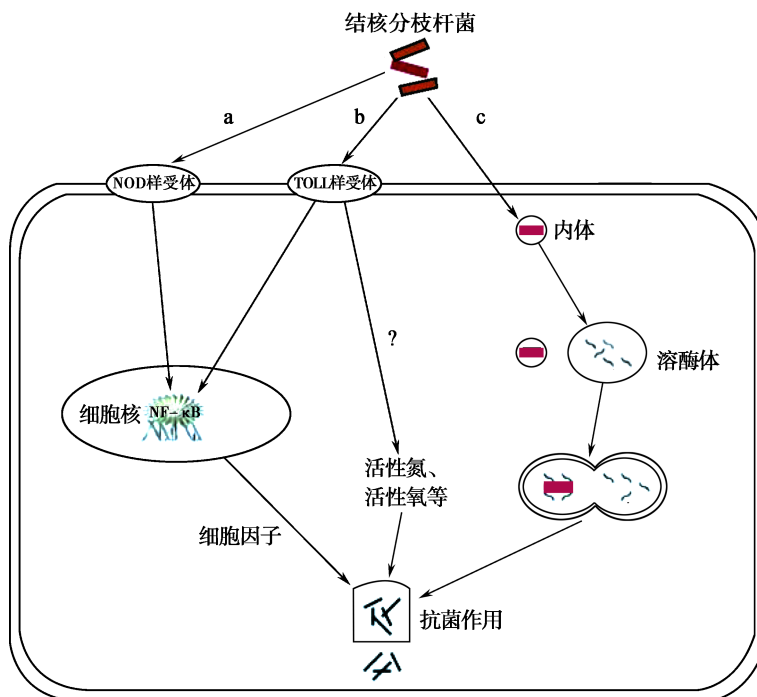 结核分枝杆菌
a
b
c
NOD样受体
TOLL样受体
内体
?
溶酶体
细胞核
NF-κB
活性氮、
活性氧等
细胞因子
抗菌作用